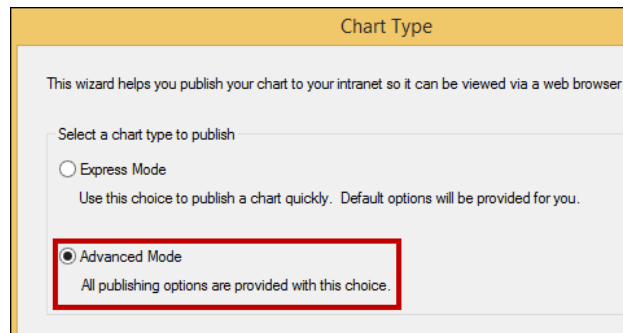 Chart Type
This wizard helps you publish your chart to your intranet so it can be viewed via a web browser
Select a chart type to publish
Express Mode
Use this choice to publish a chart quickly. Default options will be provided for you.
Advanced Mode
All publishing options are provided with this choice.